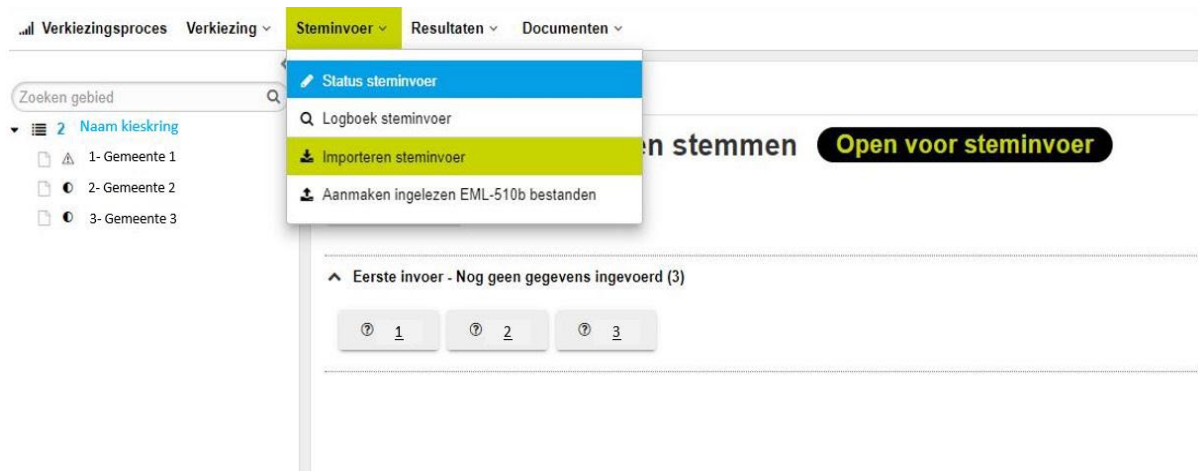 Verkiezingsproces Verkiezing Steminvoer Resultaten Documenten
Zoeken gebied
2 Naam kieskring
1- Gemeente 1
2- Gemeente 2
3- Gemeente 3
Status steminvoer
Logboek steminvoer
Importeren steminvoer
Aanmaken ingelezen EML-510b bestanden
n stemmen Open voor steminvoer
Eerste invoer - Nog geen gegevens ingevoerd (3)
1 2 3